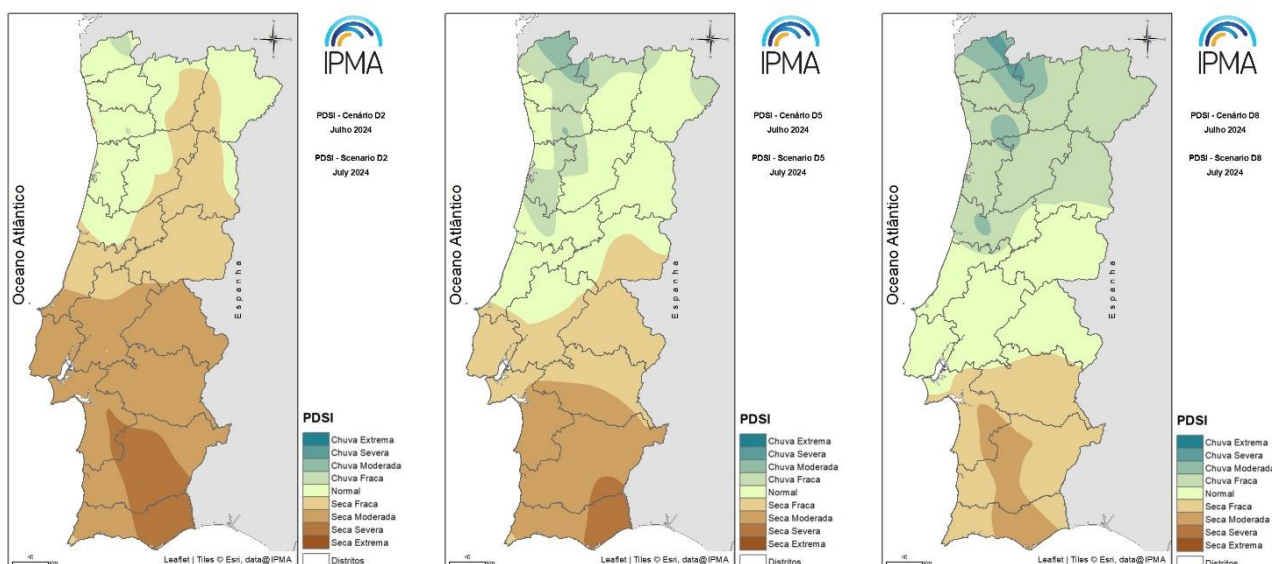 IPMA
PDSI - Cenário D2
Julho 2024
PDSI - Scenario D2
July 2024
Oceano Atlântico
Espanha
PDSI
Chuva Extrema
Chuva Severa
Chuva Moderada
Chuva Fraca
Normal
Seca Fraca
Seca Moderada
Seca Severa
Seca Extrema
Distritos
Leaflet | Tiles © Esri, data@IPMA
IPMA
PDSI - Cenário D5
Julho 2024
PDSI - Scenario D5
July 2024
Oceano Atlântico
Espanha
PDSI
Chuva Extrema
Chuva Severa
Chuva Moderada
Chuva Fraca
Normal
Seca Fraca
Seca Moderada
Seca Severa
Seca Extrema
Distritos
Leaflet | Tiles © Esri, data@IPMA
IPMA
PDSI - Cenário D8
Julho 2024
PDSI - Scenario D8
July 2024
Oceano Atlântico
Espanha
PDSI
Chuva Extrema
Chuva Severa
Chuva Moderada
Chuva Fraca
Normal
Seca Fraca
Seca Moderada
Seca Severa
Seca Extrema
Distritos
Leaflet | Tiles © Esri, data@IPMA